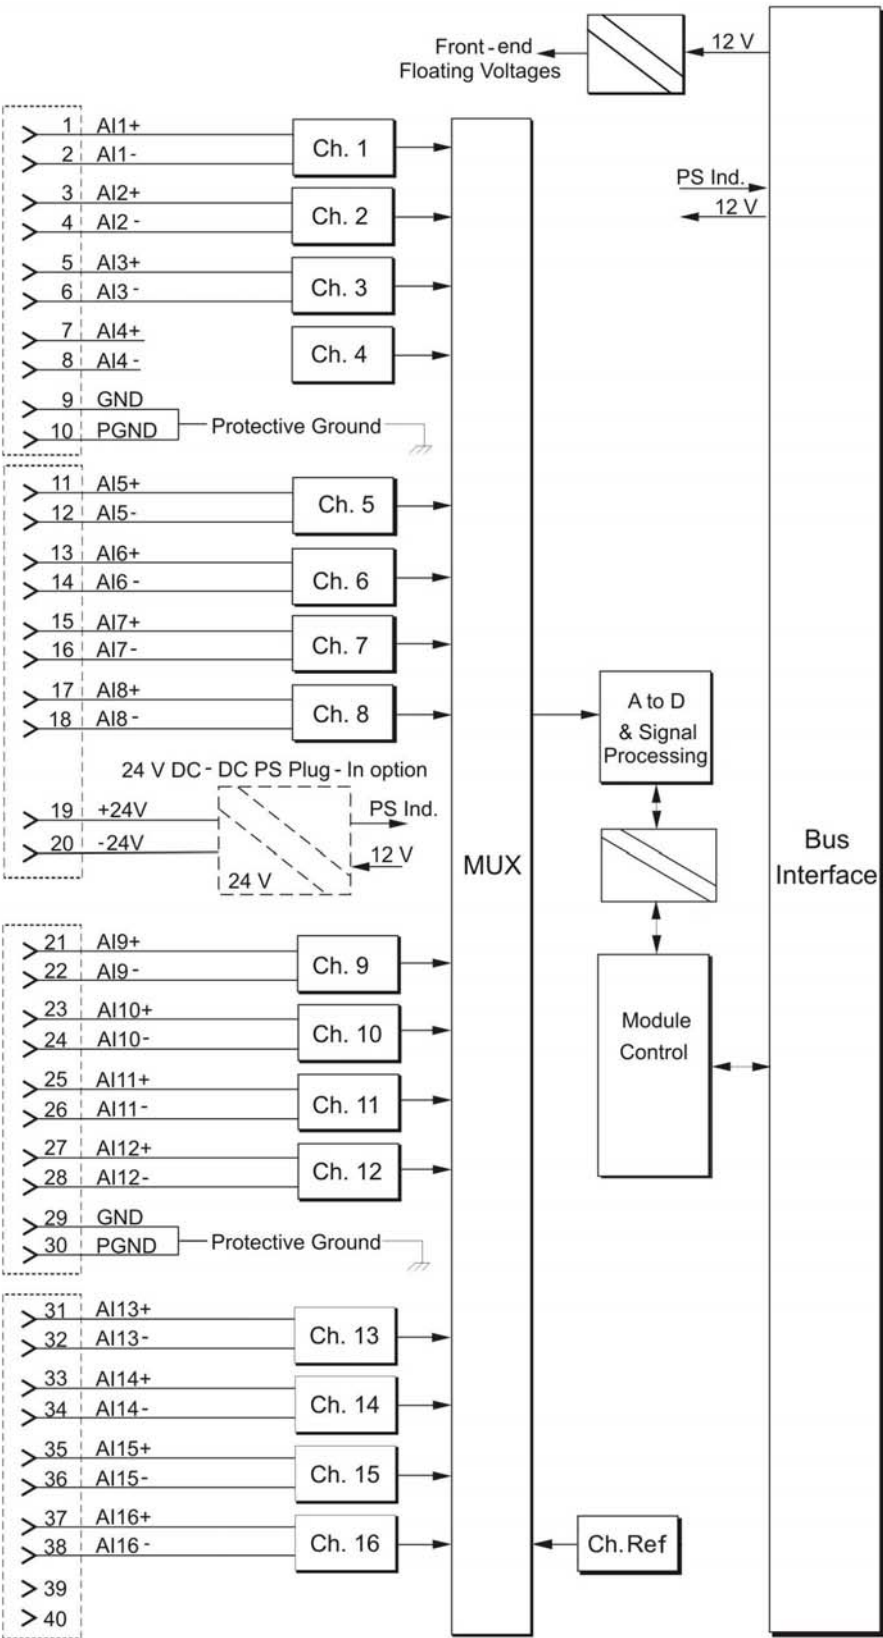 Front-end
Floating Voltages
12 V
PS Ind.
12 V
1 AI1+
2 AI1-
Ch. 1
3 AI2+
4 AI2 -
Ch. 2
5 AI3+
6 AI3 -
Ch. 3
7 AI4+
8 AI4 -
Ch. 4
9 GND
10 PGND
Protective Ground
11 AI5+
12 AI5-
Ch. 5
13 AI6+
14 AI6 -
Ch. 6
15 AI7+
16 AI7-
Ch. 7
17 AI8+
18 AI8 -
Ch. 8
24 V DC - DC PS Plug - In option
19 +24V
20 -24V
24 V
PS Ind.
12 V
21 AI9+
22 AI9 -
Ch. 9
23 AI10+
24 AI10-
Ch. 10
25 AI11+
26 AI11-
Ch. 11
27 AI12+
28 AI12-
Ch. 12
29 GND
30 PGND
Protective Ground
31 AI13+
32 AI13-
Ch. 13
33 AI14+
34 AI14-
Ch. 14
35 AI15+
36 AI15-
Ch. 15
37 AI16+
38 AI16 -
Ch. 16
39
40
MUX
A to D
& Signal
Processing
Module
Control
Ch.Ref
Bus
Interface